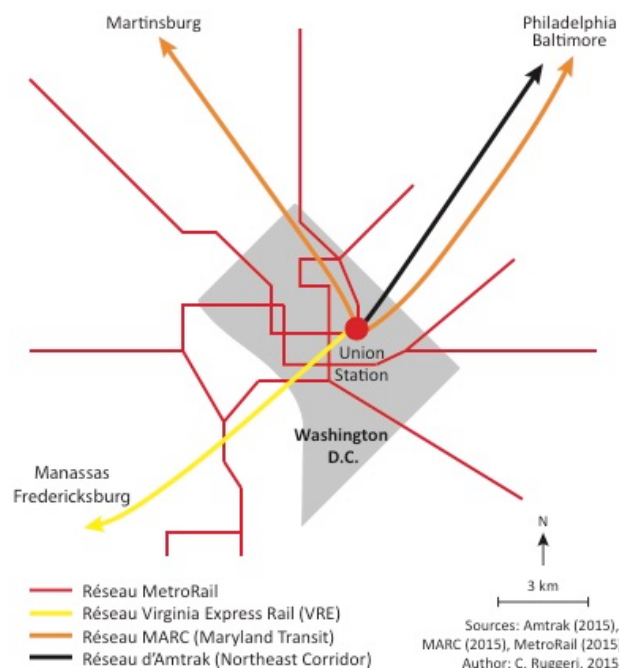 Martinsburg
Philadelphia
Baltimore
Union
Station
Washington
D.C.
Manassas
Fredericksburg
N
3 km
Réseau MetroRail
Réseau Virginia Express Rail (VRE)
Réseau MARC (Maryland Transit)
Réseau d'Amtrak (Northeast Corridor)
Sources: Amtrak (2015),
MARC (2015), MetroRail (2015)
Author: C. Ruggeri, 2015